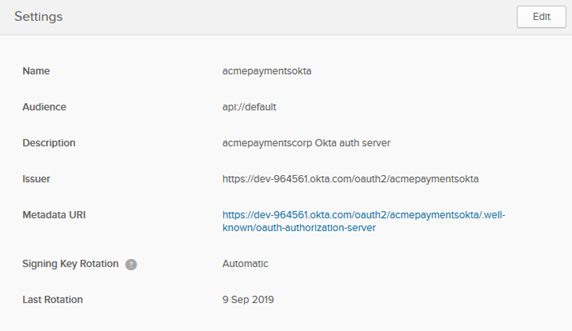 Settings
Edit
Name
acmepaymentsokta
Audience
api://default
Description
acmepaymentscorp Okta auth server
Issuer
https://dev-964561.okta.com/oauth2/acmepaymentsokta
Metadata URI
https://dev-964561.okta.com/oauth2/acmepaymentsokta/.well-
known/oauth-authorization-server
Signing Key Rotation ?
Automatic
Last Rotation
9 Sep 2019